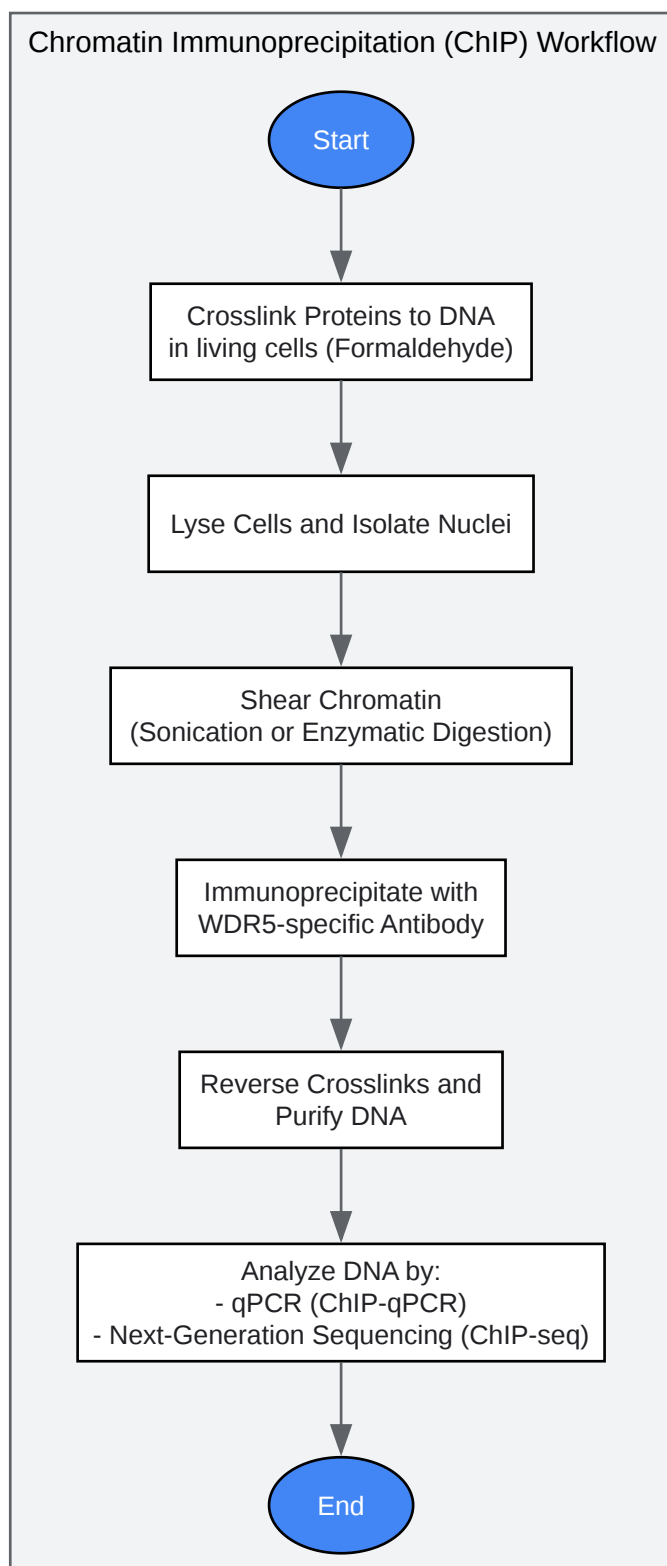 Chromatin Immunoprecipitation (ChIP) Workflow
Start
Crosslink Proteins to DNA
in living cells (Formaldehyde)
Lyse Cells and Isolate Nuclei
Shear Chromatin
(Sonication or Enzymatic Digestion)
Immunoprecipitate with
WDR5-specific Antibody
Reverse Crosslinks and
Purify DNA
Analyze DNA by:
- qPCR (ChIP-qPCR)
- Next-Generation Sequencing (ChIP-seq)
End